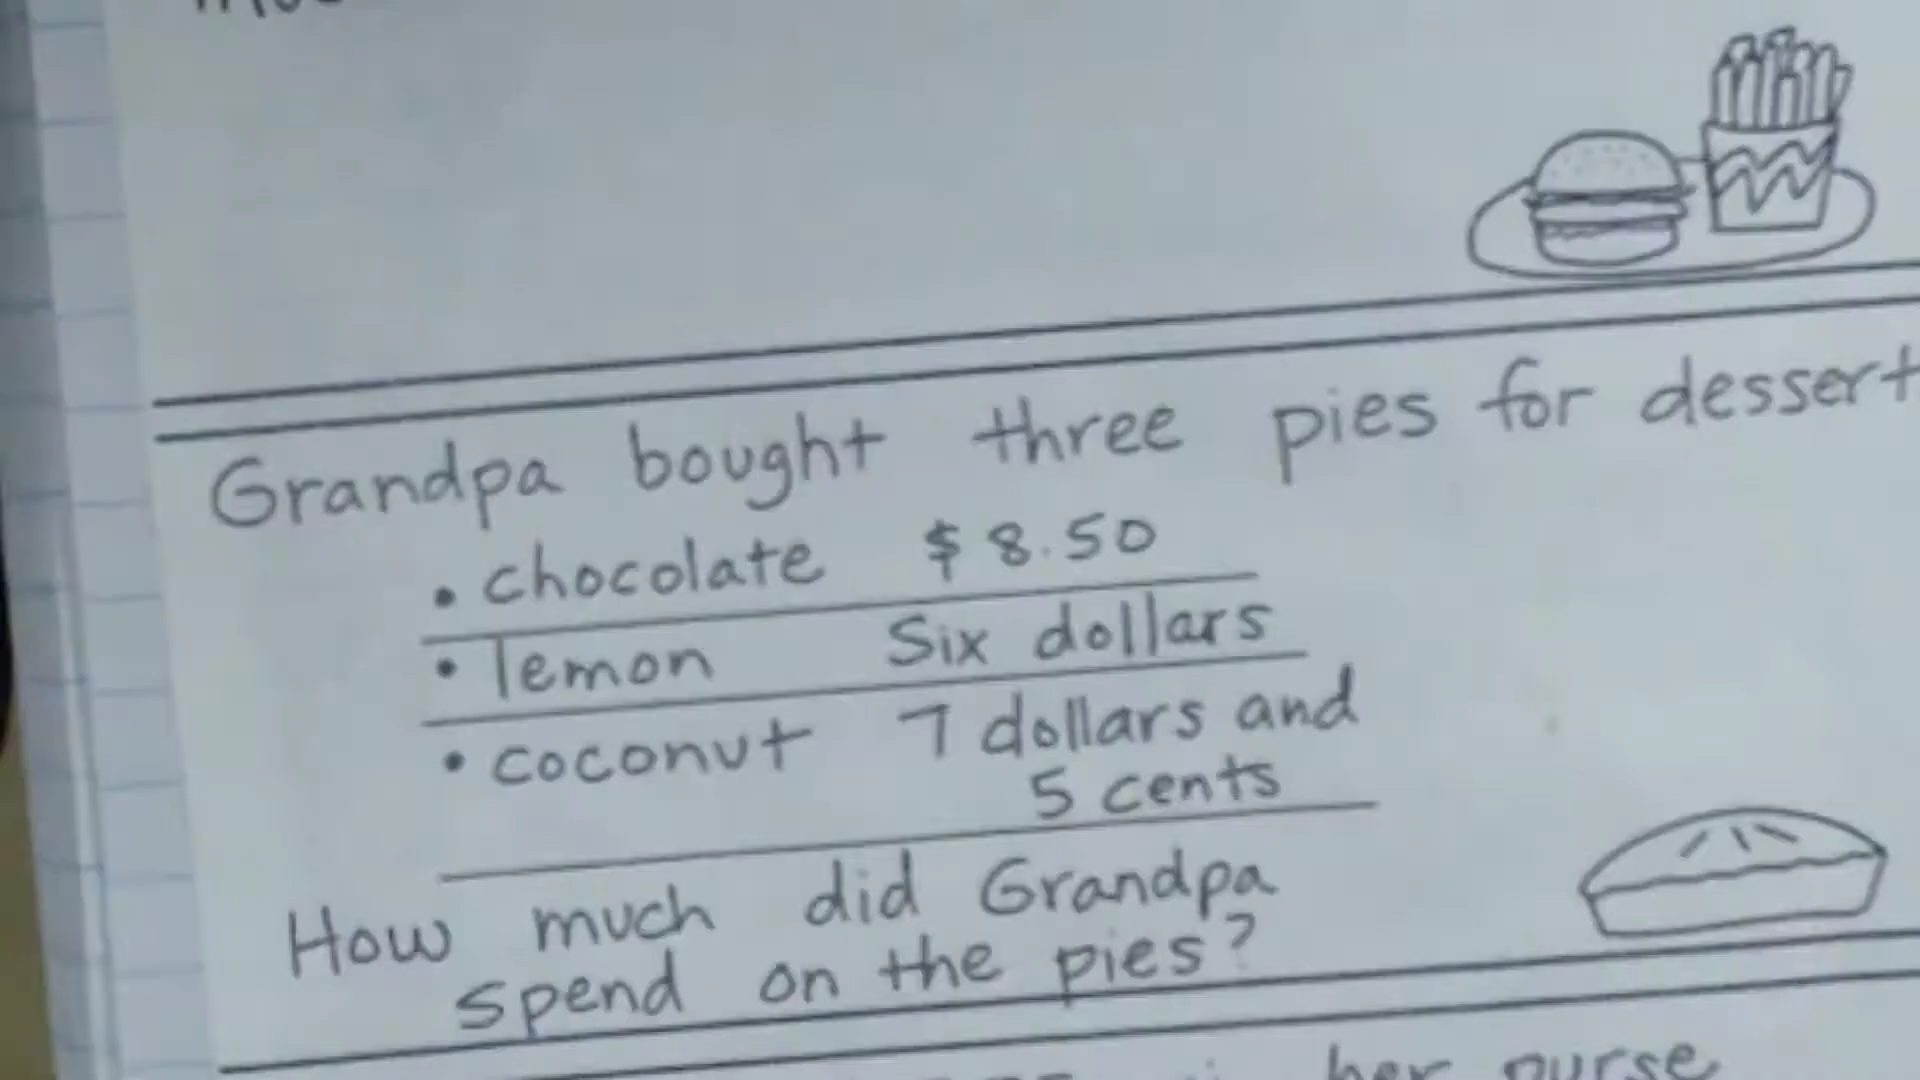 Grandpa bought three pies for dessert
• chocolate $8.50
• lemon Six dollars
• coconut 7 dollars and
5 cents
How much did Grandpa
spend on the pies?
her purse